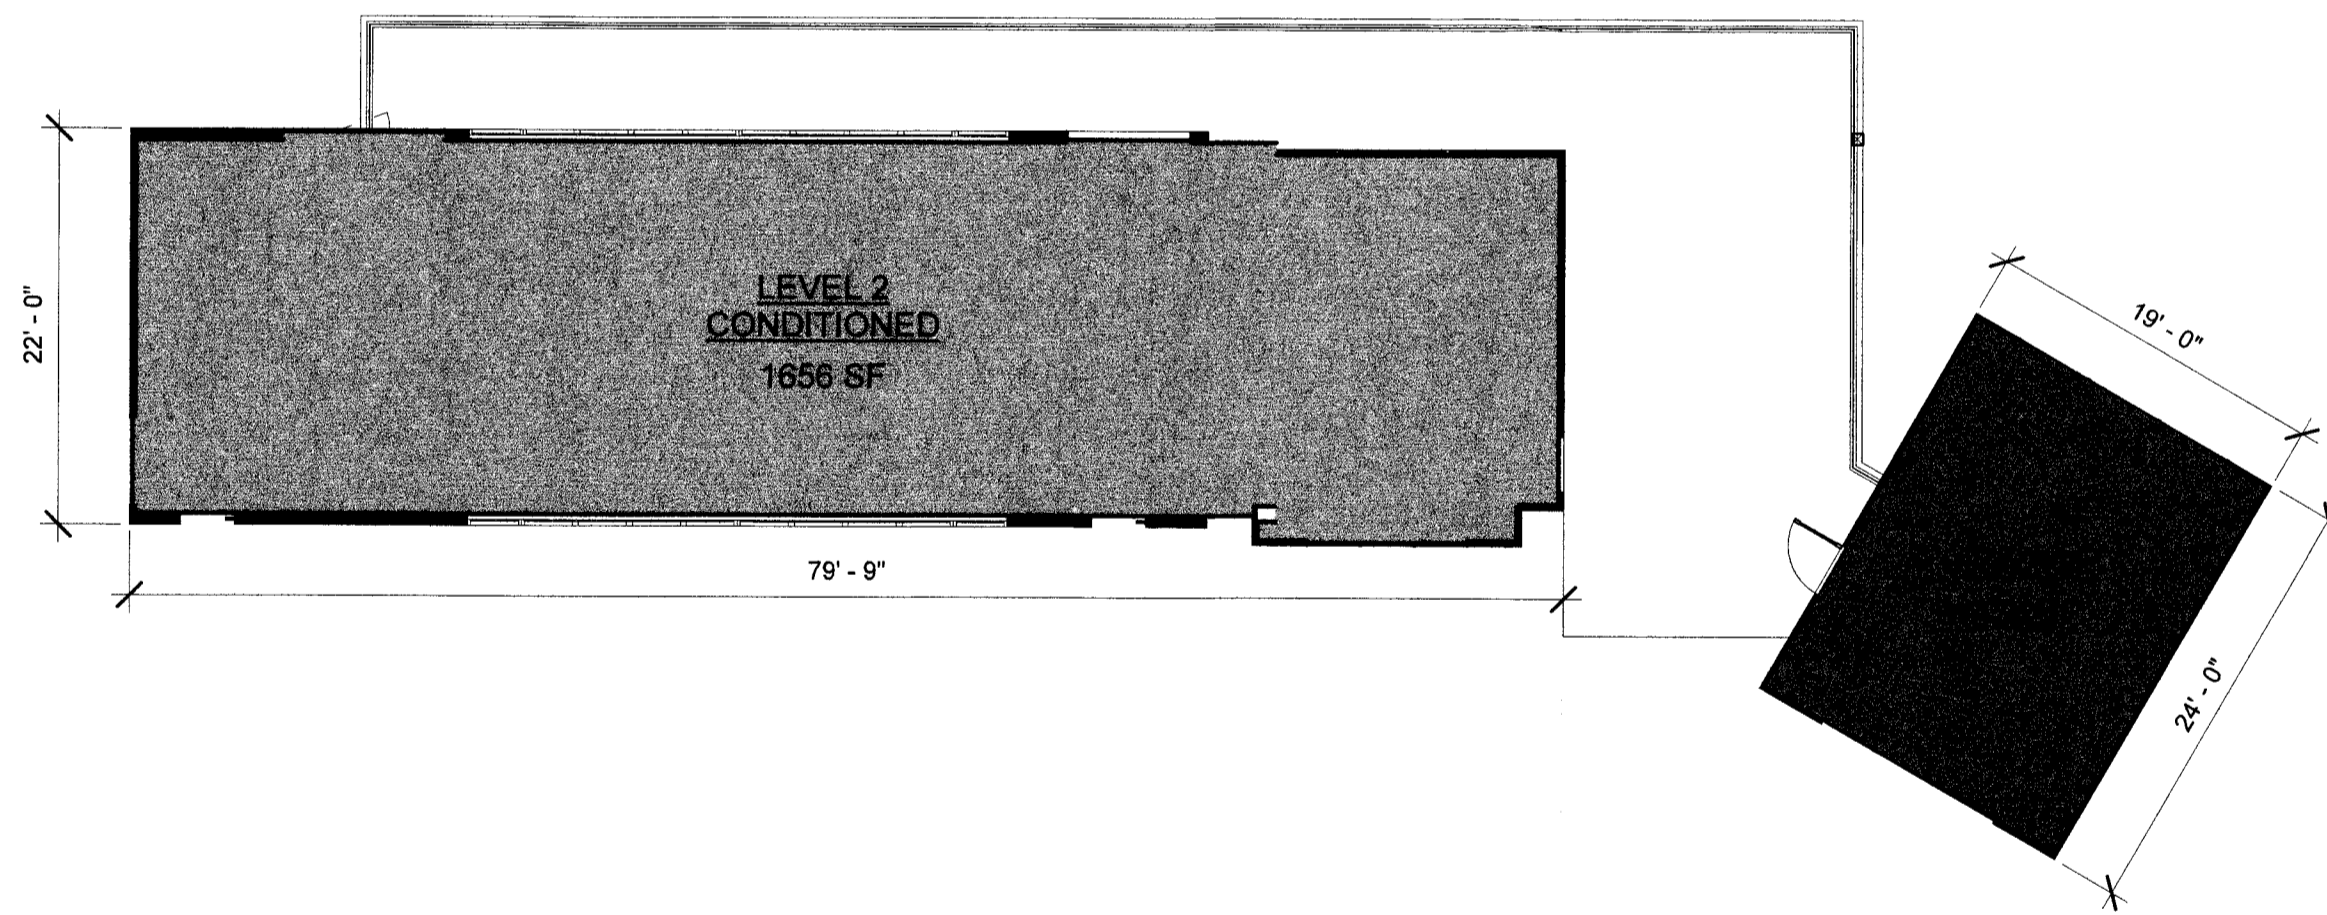 LEVEL 2
CONDITIONED
1656 SF
22' - 0"
79' - 9"
19' - 0"
24' - 0"